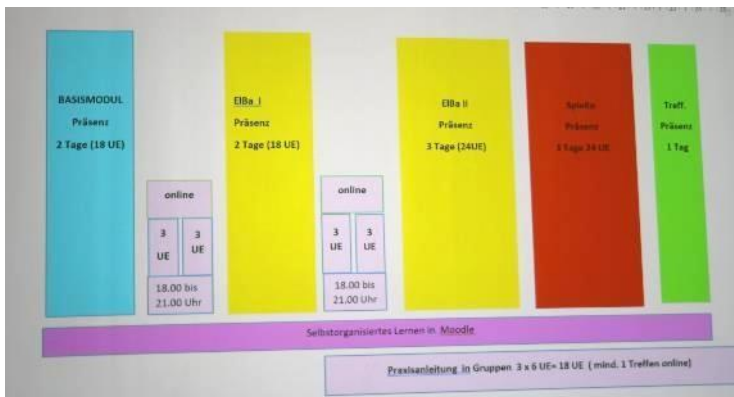 BASISMODUL
Präsenz
2 Tage (18 UE)
online
3
UE
3
UE
18.00 bis
21.00 Uhr
ElBa I
Präsenz
2 Tage (18 UE)
online
3
UE
3
UE
18.00 bis
21.00 Uhr
ElBa II
Präsenz
3 Tage (24UE)
Präsenz
3 Tage 24 UE
Treff.
Präsenz
1 Tag
Selbstorganisiertes Lernen in Moodle
Praxisanleitung in Gruppen 3 x 6 UE= 18 UE ( mind. 1 Treffen online)